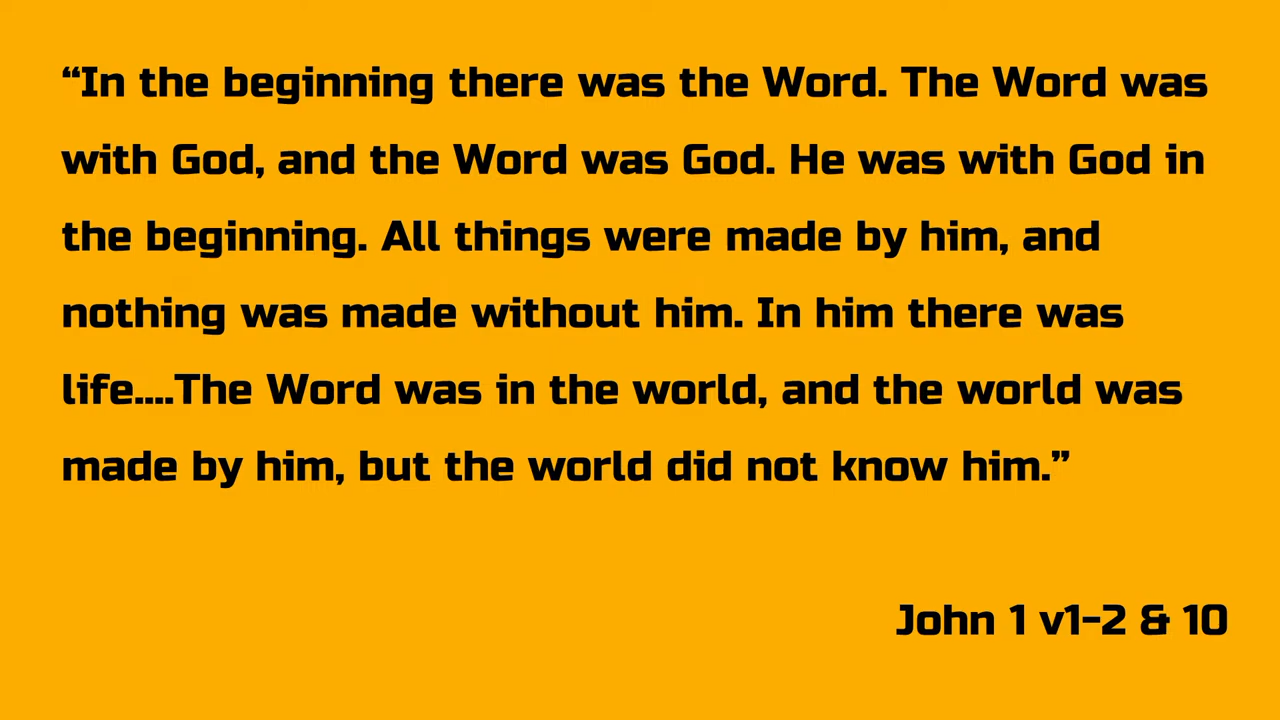 “In the beginning there was the Word. The Word was
with God, and the Word was God. He was with God in
the beginning. All things were made by him, and
nothing was made without him. In him there was
life....The Word was in the world, and the world was
made by him, but the world did not know him.”
John 1 v1-2 & 10